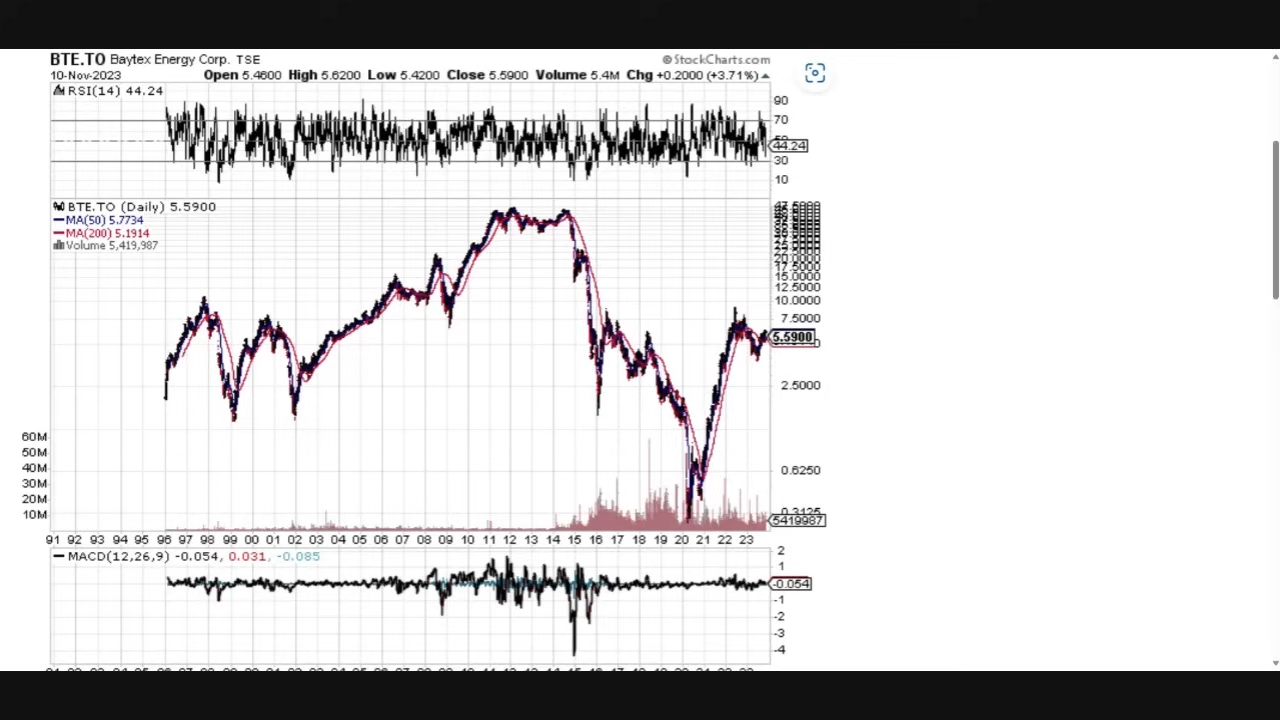 BTE.TO Baytex Energy Corp. TSE
© StockCharts.com
10-Nov-2023
Open 5.4600 High 5.6200 Low 5.4200 Close 5.5900 Volume 5.4M Chg +0.2000 (+3.71%)
RSI(14) 44.24
90
70
50
44.24
30
10
BTE.TO (Daily) 5.5900
MA(50) 5.7734
MA(200) 5.1914
Volume 5,419,987
47.5000
22.5000
20.0000
17.5000
15.0000
12.5000
10.0000
7.5000
5.5900
2.5000
0.6250
0.3125
5419987
60M
50M
40M
30M
20M
10M
91 92 93 94 95 96 97 98 99 00 01 02 03 04 05 06 07 08 09 10 11 12 13 14 15 16 17 18 19 20 21 22 23
MACD(12,26,9) -0.054, 0.031, -0.085
2
1
-0.054
-1
-2
-3
-4